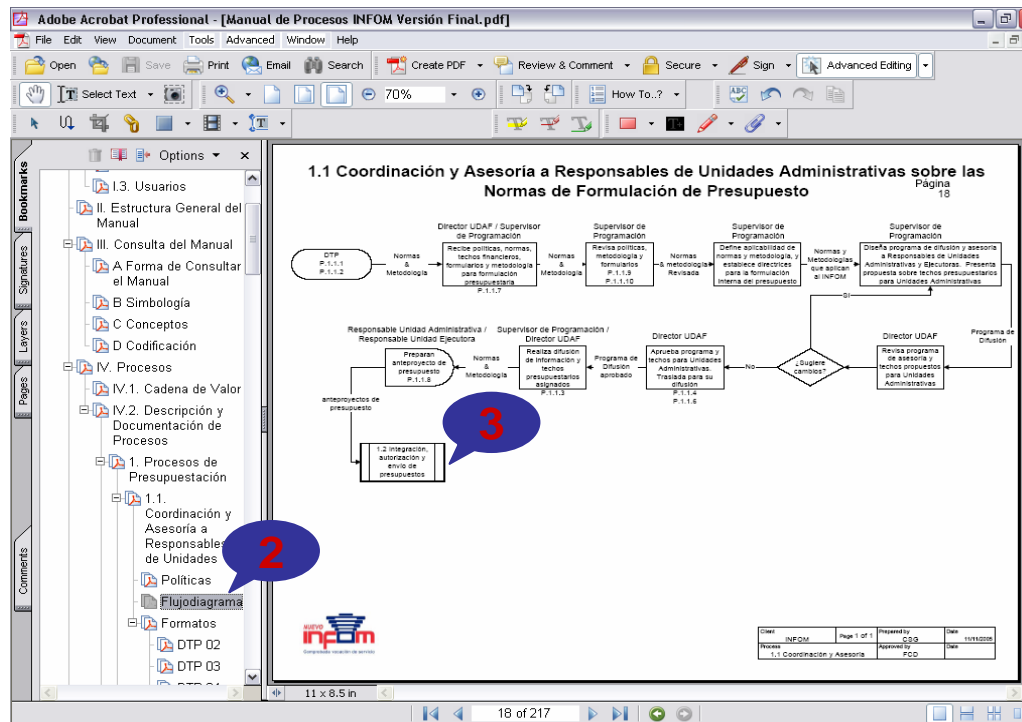 Adobe Acrobat Professional - [Manual de Procesos INFOM Versión Final.pdf]
File Edit View Document Tools Advanced Window Help
Open Save Print Email Search Create PDF Review & Comment Secure Sign Advanced Editing
Select Text 70% How To..?
Options
Bookmarks
Signatures
Layers
Pages
Comments
I.3. Usuarios
II. Estructura General del
Manual
III. Consulta del Manual
A Forma de Consultar
el Manual
B Simbología
C Conceptos
D Codificación
IV. Procesos
IV.1. Cadena de Valor
IV.2. Descripción y
Documentación de
Procesos
1. Procesos de
Presupuestación
1.1.
Coordinación y
Asesoría a
Responsables
de Unidades
Políticas
Flujodiagrama
Formatos
DTP 02
DTP 03
2
1.1 Coordinación y Asesoría a Responsables de Unidades Administrativas sobre las
Normas de Formulación de Presupuesto
Página
18
DTP
P.1.1.1
P.1.1.2
Normas
&
Metodología
Director UDAF / Supervisor
de Programación
Recibe políticas, normas,
techos financieros,
formularios y metodología
para formulación
presupuestaria
P.1.1.7
Normas
&
Metodología
Supervisor de
Programación
Revisa políticas,
metodología y
formularios
P.1.1.9
P.1.1.10
Normas
& metodología
Revisada
Supervisor de
Programación
Define aplicabilidad de
normas y metodología, y
establece directrices
para la formulación
interna del presupuesto
Normas y
Metodologías
que aplican
al INFOM
Supervisor de
Programación
Diseña programa de difusión y asesoría
a Responsables de Unidades
Administrativas y Ejecutoras. Presenta
propuesta sobre techos presupuestarios
para Unidades Administrativas
Programa de
Difusión
Director UDAF
Revisa programa
de asesoría y
techos propuestos
para Unidades
Administrativas
¿Sugiere
cambios?
Si
No
Director UDAF
Aprueba programa y
techos para Unidades
Administrativas.
Traslada para su
difusión
P.1.1.4
P.1.1.6
Programa de
Difusión
aprobado
Supervisor de Programación /
Director UDAF
Realiza difusión
de información y
techos
presupuestarios
asignados
P.1.1.3
Normas
&
Metodología
Responsable Unidad Administrativa /
Responsable Unidad Ejecutora
Preparan
anteproyecto de
presupuesto
P.1.1.8
anteproyectos de
presupuesto
1.2 Integración,
autorización y
envío de
presupuestos
3
NUEVO
infom
Client
INFOM
Page 1 of 1
Prepared by
CSG
Date
11/11/2005
Process
1.1 Coordinación y Asesoría
Approved by
FCD
Date
11 x 8.5 in
18 of 217